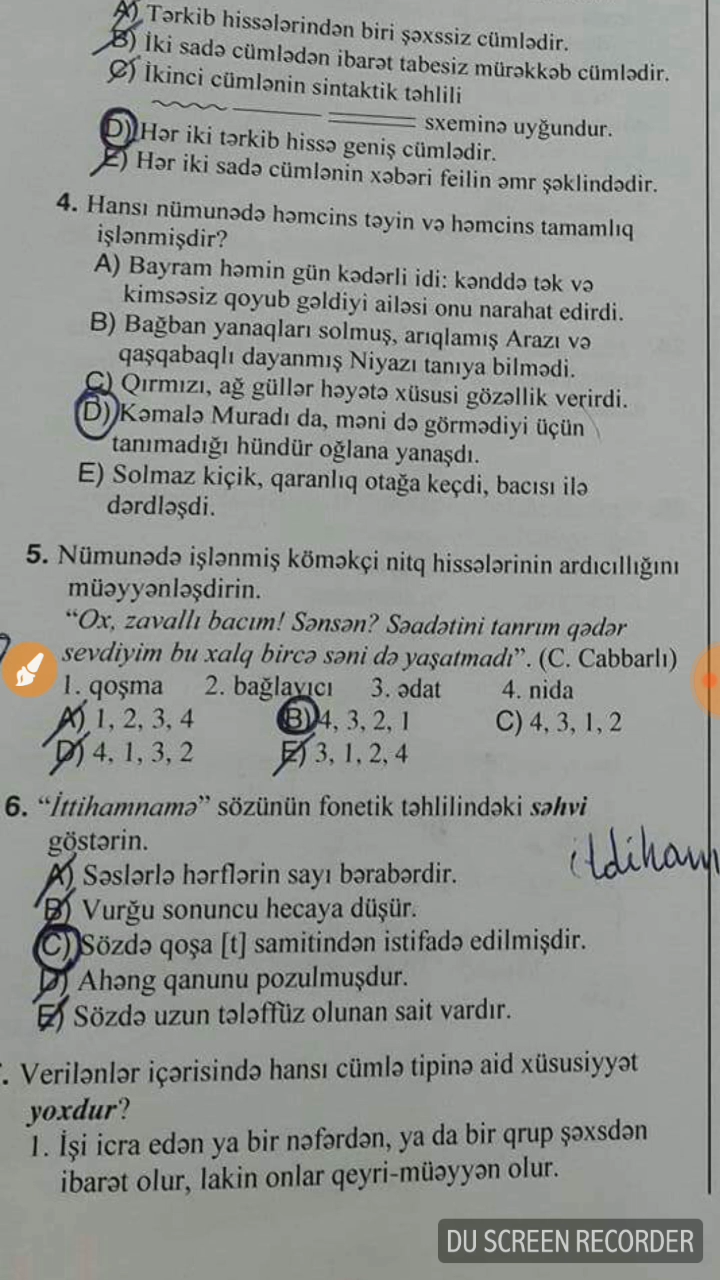 A) Tərkib hissələrindən biri şəxssiz cümlədir.
B) İki sadə cümlədən ibarət tabesiz mürəkkəb cümlədir.
C) İkinci cümlənin sintaktik təhlili
sxeminə uyğundur.
D) Hər iki tərkib hissə geniş cümlədir.
E) Hər iki sadə cümlənin xəbəri feilin əmr şəklindədir.
4. Hansı nümunədə həmcins təyin və həmcins tamamlıq
işlənmişdir?
A) Bayram həmin gün kədərli idi: kənddə tək və
kimsəsiz qoyub gəldiyi ailəsi onu narahat edirdi.
B) Bağban yanaqları solmuş, arıqlamış Arazı və
qaşqabaqlı dayanmış Niyazı tanıya bilmədi.
C) Qırmızı, ağ güllər həyətə xüsusi gözəllik verirdi.
D) Kəmalə Muradı da, məni də görmədiyi üçün
tanımadığı hündür oğlana yanaşdı.
E) Solmaz kiçik, qaranlıq otağa keçdi, bacısı ilə
dərdləşdi.
5. Nümunədə işlənmiş köməkçi nitq hissələrinin ardıcıllığını
müəyyənləşdirin.
“Ox, zavallı bacım! Sənsən? Səadətini tanrım qədər
sevdiyim bu xalq bircə səni də yaşatmadı”. (C. Cabbarlı)
1. qoşma 2. bağlayıcı 3. ədat 4. nida
A) 1, 2, 3, 4 B) 4, 3, 2, 1 C) 4, 3, 1, 2
D) 4, 1, 3, 2 E) 3, 1, 2, 4
6. “İttihamnamə” sözünün fonetik təhlilindəki səhvi
göstərin.
ildiham
A) Səslərlə hərflərin sayı bərabərdir.
B) Vurğu sonuncu hecaya düşür.
C) Sözdə qoşa [t] samitindən istifadə edilmişdir.
D) Ahəng qanunu pozulmuşdur.
E) Sözdə uzun tələffüz olunan sait vardır.
. Verilənlər içərisində hansı cümlə tipinə aid xüsusiyyət
yoxdur?
1. İşi icra edən ya bir nəfərdən, ya da bir qrup şəxsdən
ibarət olur, lakin onlar qeyri-müəyyən olur.
DU SCREEN RECORDER